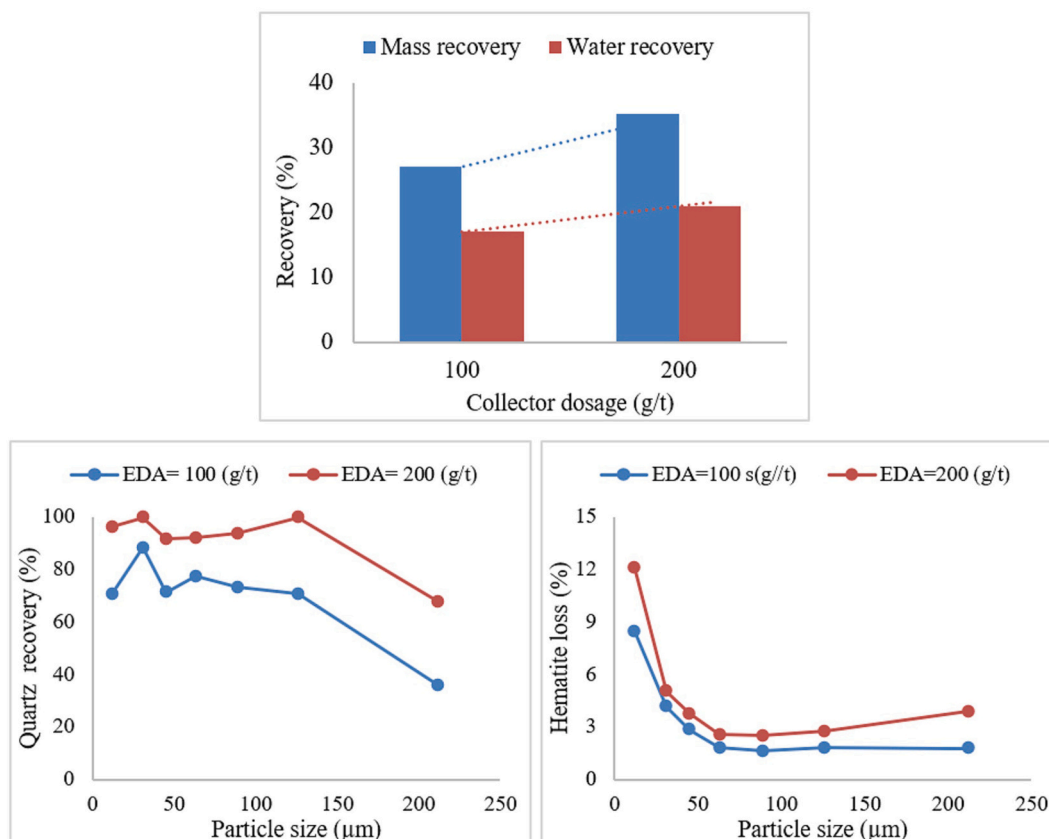 Mass recovery Water recovery
40
30
20
10
0
Recovery (%)
100 200
Collector dosage (g/t)
EDA= 100 (g/t) EDA= 200 (g/t)
100
80
60
40
20
0
Quartz recovery (%)
0 50 100 150 200 250
Particle size (µm)
EDA=100 s(g//t) EDA=200 (g/t)
15
12
9
6
3
0
Hematite loss (%)
0 50 100 150 200 250
Particle size (µm)